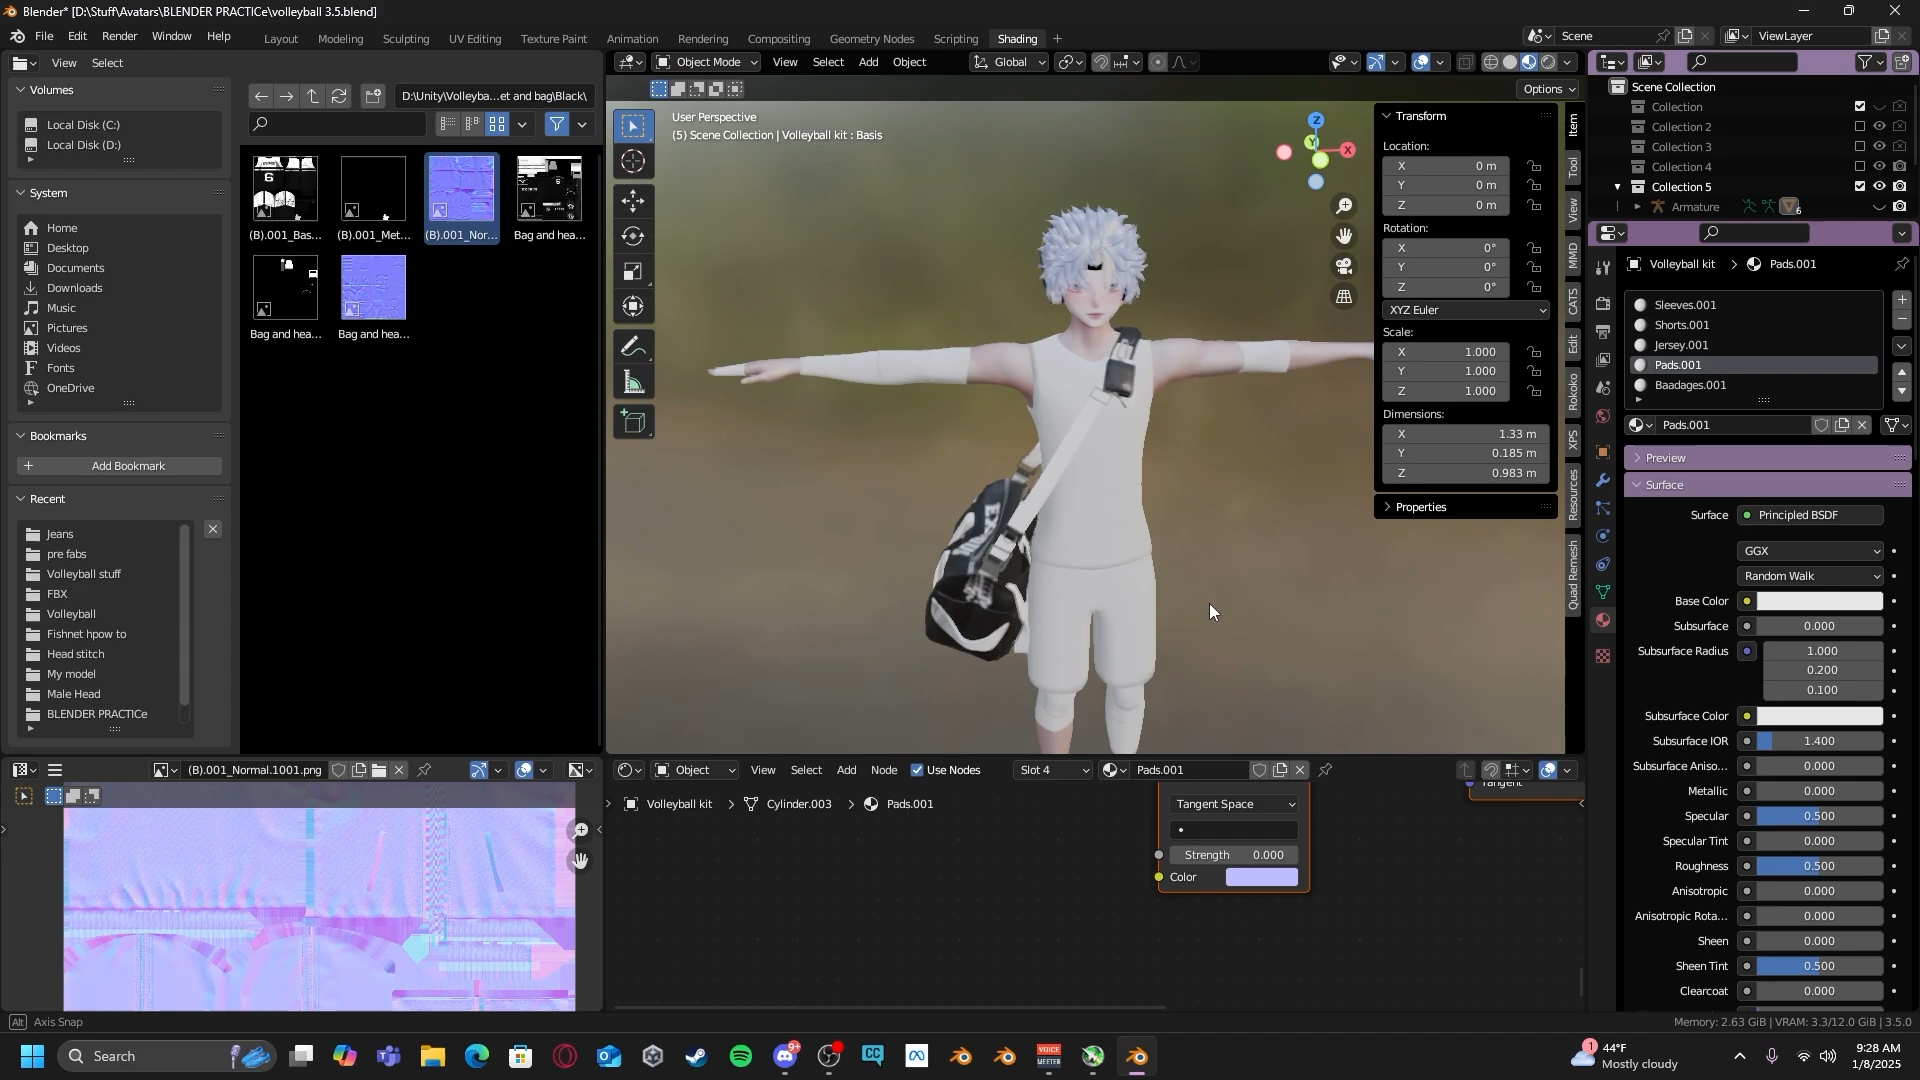 Blender* [D:\Stuff\Avatars\BLENDER PRACTICe\volleyball 3.5.blend]
File Edit Render Window Help
Layout Modeling Sculpting UV Editing Texture Paint Animation Rendering Compositing Geometry Nodes Scripting Shading +
Scene
ViewLayer
View Select
Volumes
Local Disk (C:)
Local Disk (D:)
System
Home
Desktop
Documents
Downloads
Music
Pictures
Videos
Fonts
OneDrive
Bookmarks
Add Bookmark
Recent
Jeans
pre fabs
Volleyball stuff
FBX
Volleyball
Fishnet hpow to
Head stitch
My model
Male Head
BLENDER PRACTICe
D:\Unity\Volleyba...et and bag\Black\
(B).001_Bas...
(B).001_Met...
(B).001_Nor...
Bag and hea...
Bag and hea...
Bag and hea...
Object Mode View Select Add Object
Global
Options
User Perspective
(5) Scene Collection | Volleyball kit : Basis
Z
Y
X
Transform
Location:
X 0 m
Y 0 m
Z 0 m
Rotation:
X 0°
Y 0°
Z 0°
XYZ Euler
Scale:
X 1.000
Y 1.000
Z 1.000
Dimensions:
X 1.33 m
Y 0.185 m
Z 0.983 m
Properties
Item
Tool
View
MMD
CATS
Edit
Rokoko
XPS
Resources
Quad Remesh
Scene Collection
Collection
Collection 2
Collection 3
Collection 4
Collection 5
Armature
6
Volleyball kit > Pads.001
Sleeves.001
Shorts.001
Jersey.001
Pads.001
Baadages.001
Pads.001
Preview
Surface
Surface Principled BSDF
GGX
Random Walk
Base Color
Subsurface 0.000
Subsurface Radius 1.000
0.200
0.100
Subsurface Color
Subsurface IOR 1.400
Subsurface Aniso... 0.000
Metallic 0.000
Specular 0.500
Specular Tint 0.000
Roughness 0.500
Anisotropic 0.000
Anisotropic Rota... 0.000
Sheen 0.000
Sheen Tint 0.500
Clearcoat 0.000
(B).001_Normal.1001.png
Object View Select Add Node Use Nodes Slot 4 Pads.001
Volleyball kit > Cylinder.003 > Pads.001
Tangent
Tangent Space
Strength 0.000
Color
Alt Axis Snap
Memory: 2.63 GiB | VRAM: 3.3/12.0 GiB | 3.5.0
Search
9+
CC
VOICE
MEETER
1
44°F
Mostly cloudy
9:28 AM
1/8/2025